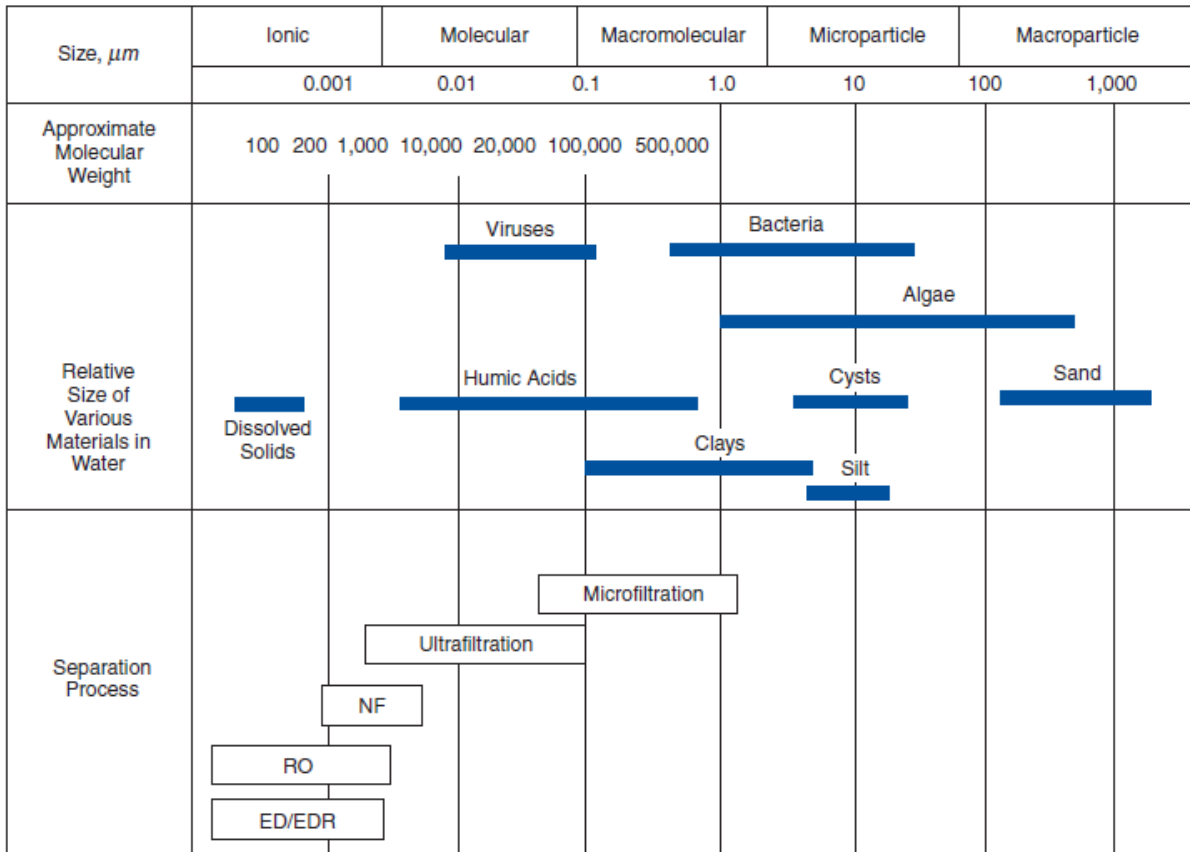 Size, μm
Ionic
Molecular
Macromolecular
Microparticle
Macroparticle
0.001
0.01
0.1
1.0
10
100
1,000
Approximate
Molecular
Weight
100 200 1,000 10,000 20,000 100,000 500,000
Relative
Size of
Various
Materials in
Water
Viruses
Bacteria
Algae
Humic Acids
Cysts
Sand
Dissolved
Solids
Clays
Silt
Separation
Process
Microfiltration
Ultrafiltration
NF
RO
ED/EDR